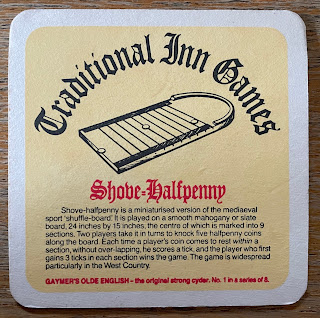 Traditional Inn Games
Shove-Halfpenny
Shove-halfpenny is a miniaturised version of the mediaeval
sport 'shuffle-board'. It is played on a smooth mahogany or slate
board, 24 inches by 15 inches, the centre of which is marked into 9
sections. Two players take it in turns to knock five halfpenny coins
along the board. Each time a player's coin comes to rest within a
section, without over-lapping, he scores a tick, and the player who first
gains 3 ticks in each section wins the game. The game is widespread
particularly in the West Country.
GAYMER'S OLDE ENGLISH – the original strong cyder. No. 1 in a series of 8.